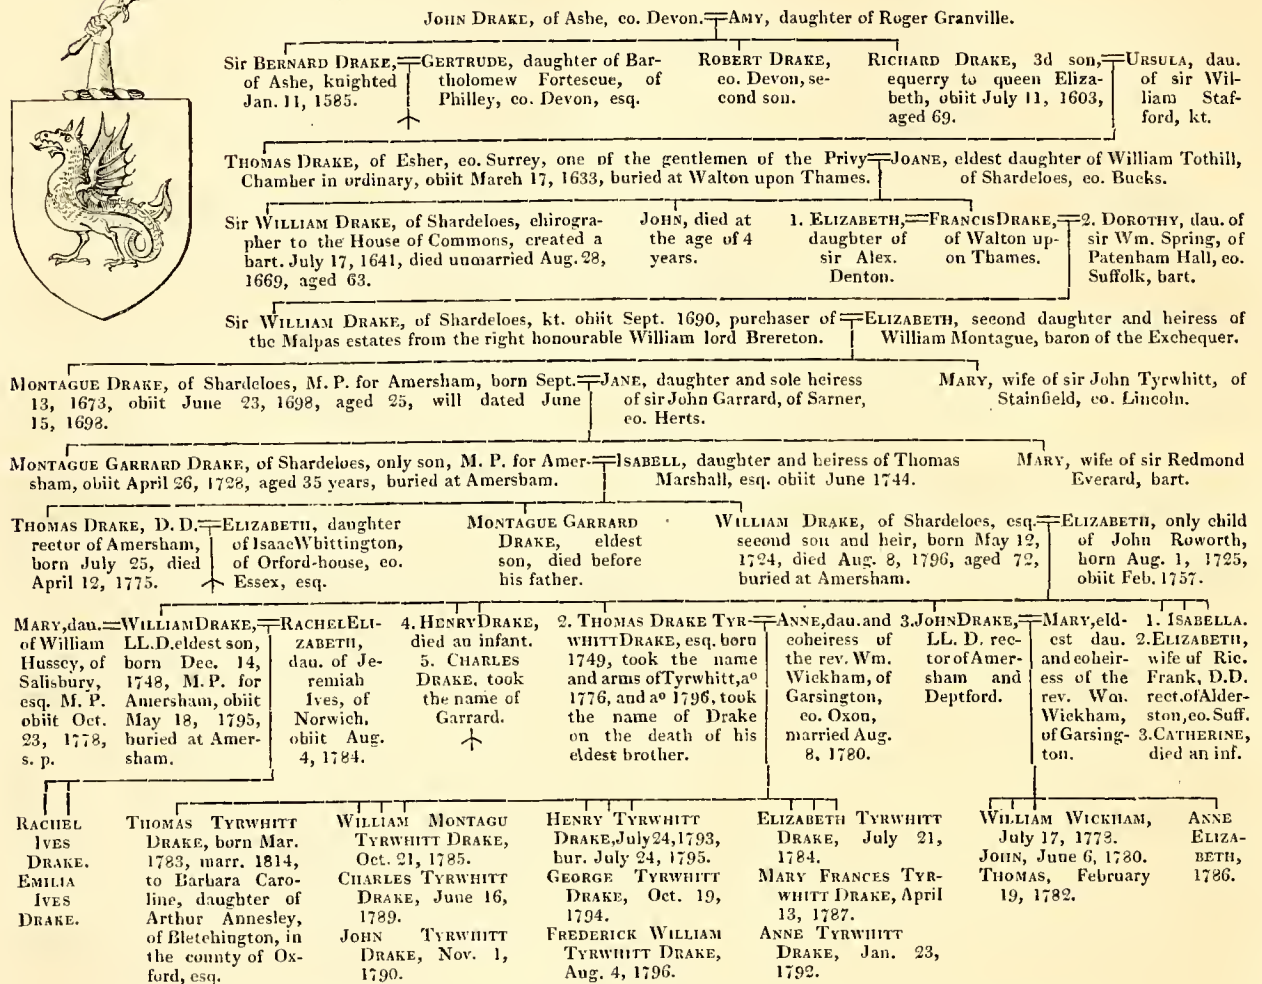 JOHN DRAKE, of Ashe, co. Devon.
AMY, daughter of Roger Granville.
Sir BERNARD DRAKE,
of Ashe, knighted
Jan. 11, 1585.
GERTRUDE, daughter of Bar-
tholomew Fortescue, of
Philley, co. Devon, esq.
ROBERT DRAKE,
co. Devon, se-
cond son.
RICHARD DRAKE, 3d son,
equerry to queen Eliza-
beth, obiit July 11, 1603,
aged 69.
URSULA, dau.
of sir Wil-
liam Staf-
ford, kt.
THOMAS DRAKE, of Esher, co. Surrey, one of the gentlemen of the Privy
Chamber in ordinary, obiit March 17, 1633, buried at Walton upon Thames.
JOANE, eldest daughter of William Tothill,
of Shardeloes, co. Bucks.
Sir WILLIAM DRAKE, of Shardeloes, chirogra-
pher to the House of Commons, created a
bart. July 17, 1641, died unmarried Aug. 28,
1669, aged 63.
JOHN, died at
the age of 4
years.
1. ELIZABETH,
daughter of
sir Alex.
Denton.
FRANCIS DRAKE,
of Walton up-
on Thames.
2. DOROTHY, dau. of
sir Wm. Spring, of
Patenham Hall, co.
Suffolk, bart.
Sir WILLIAM DRAKE, of Shardeloes, kt. obiit Sept. 1690, purchaser of
the Malpas estates from the right honourable William lord Brereton.
ELIZABETH, second daughter and heiress of
William Montague, baron of the Exchequer.
MONTAGUE DRAKE, of Shardeloes, M. P. for Amersham, born Sept.
13, 1673, obiit June 23, 1698, aged 25, will dated June
15, 1698.
JANE, daughter and sole heiress
of sir John Garrard, of Sarner,
co. Herts.
MARY, wife of sir John Tyrwhitt, of
Stainfield, co. Lincoln.
MONTAGUE GARRARD DRAKE, of Shardeloes, only son, M. P. for Amer-
sham, obiit April 26, 1728, aged 35 years, buried at Amersham.
ISABELL, daughter and heiress of Thomas
Marshall, esq. obiit June 1744.
MARY, wife of sir Redmond
Everard, bart.
THOMAS DRAKE, D. D.
rector of Amersham,
born July 25, died
April 12, 1775.
ELIZABETH, daughter
of Isaac Whittington,
of Orford-house, co.
Essex, esq.
MONTAGUE GARRARD
DRAKE, eldest
son, died before
his father.
WILLIAM DRAKE, of Shardeloes, esq.
second son and heir, born May 12,
1724, died Aug. 8, 1796, aged 72,
buried at Amersham.
ELIZABETH, only child
of John Roworth,
born Aug. 1, 1725,
obiit Feb. 1757.
MARY, dau.
of William
Hussey, of
Salisbury,
esq. M. P.
obiit Oct.
23, 1778,
s. p.
WILLIAM DRAKE,
LL.D. eldest son,
born Dec. 14,
1748, M. P. for
Amersham, obiit
May 18, 1795,
buried at Amer-
sham.
RACHEL ELI-
ZABETH,
dau. of Je-
remiah
Ives, of
Norwich,
obiit Aug.
4, 1784.
4. HENRY DRAKE,
died an infant.
5. CHARLES
DRAKE, took
the name of
Garrard.
2. THOMAS DRAKE TYR-
WHITT DRAKE, esq. born
1749, took the name
and arms of Tyrwhitt, aº
1776, and aº 1796, took
the name of Drake
on the death of his
eldest brother.
ANNE, dau. and
coheiress of
the rev. Wm.
Wickham, of
Garsington,
co. Oxon,
married Aug.
8, 1780.
3. JOHN DRAKE,
LL. D. rec-
tor of Amer-
sham and
Deptford.
MARY, eld-
est dau.
and coheir-
ess of the
rev. Wm.
Wickham,
of Garsing-
ton.
1. ISABELLA.
2. ELIZABETH,
wife of Ric.
Frank, D.D.
rect. of Alder-
ston, co. Suff.
3. CATHERINE,
died an inf.
RACHEL
IVES
DRAKE.
EMILIA
IVES
DRAKE.
THOMAS TYRWHITT
DRAKE, born Mar.
1783, marr. 1814,
to Barbara Caro-
line, daughter of
Arthur Annesley,
of Bletchington, in
the county of Ox-
ford, esq.
WILLIAM MONTAGU
TYRWHITT DRAKE,
Oct. 21, 1785.
CHARLES TYRWHITT
DRAKE, June 16,
1789.
JOHN TYRWHITT
DRAKE, Nov. 1,
1790.
HENRY TYRWHITT
DRAKE, July 24, 1793,
bur. July 24, 1795.
GEORGE TYRWHITT
DRAKE, Oct. 19,
1794.
FREDERICK WILLIAM
TYRWHITT DRAKE,
Aug. 4, 1796.
ELIZABETH TYRWHITT
DRAKE, July 21,
1784.
MARY FRANCES TYR-
WHITT DRAKE, April
13, 1787.
ANNE TYRWHITT
DRAKE, Jan. 23,
1792.
WILLIAM WICKHAM,
July 17, 1773.
JOHN, June 6, 1780.
THOMAS, February
19, 1782.
ANNE
ELIZA-
BETH,
1786.